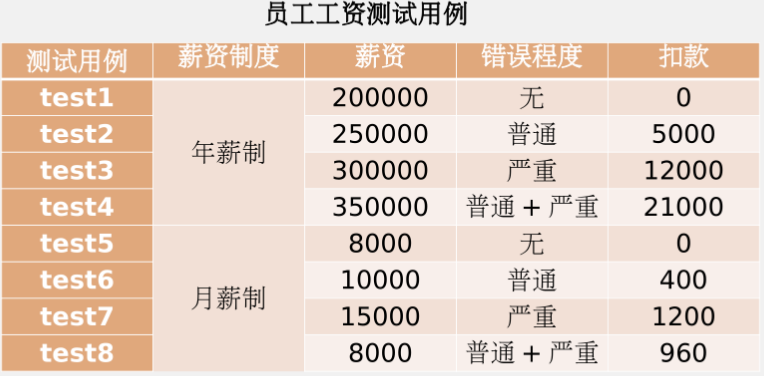 员工工资测试用例
测试用例 薪资制度 薪资 错误程度 扣款
test1 年薪制 200000 无 0
test2 250000 普通 5000
test3 300000 严重 12000
test4 350000 普通 + 严重 21000
test5 月薪制 8000 无 0
test6 10000 普通 400
test7 15000 严重 1200
test8 8000 普通 + 严重 960